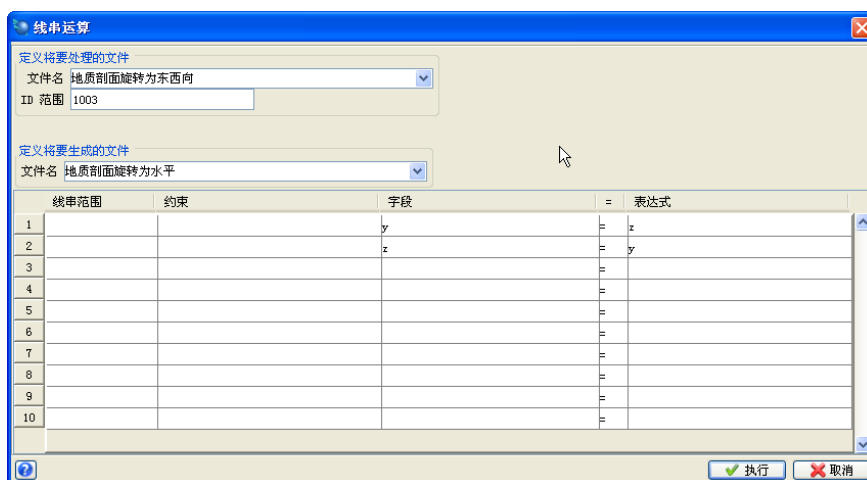 线串运算
定义将要处理的文件
文件名 地质剖面旋转为东西向
ID 范围 1003
定义将要生成的文件
文件名 地质剖面旋转为水平
线串范围 约束 字段 = 表达式
1 y = z
2 z = y
3 =
4 =
5 =
6 =
7 =
8 =
9 =
10 =
执行 取消